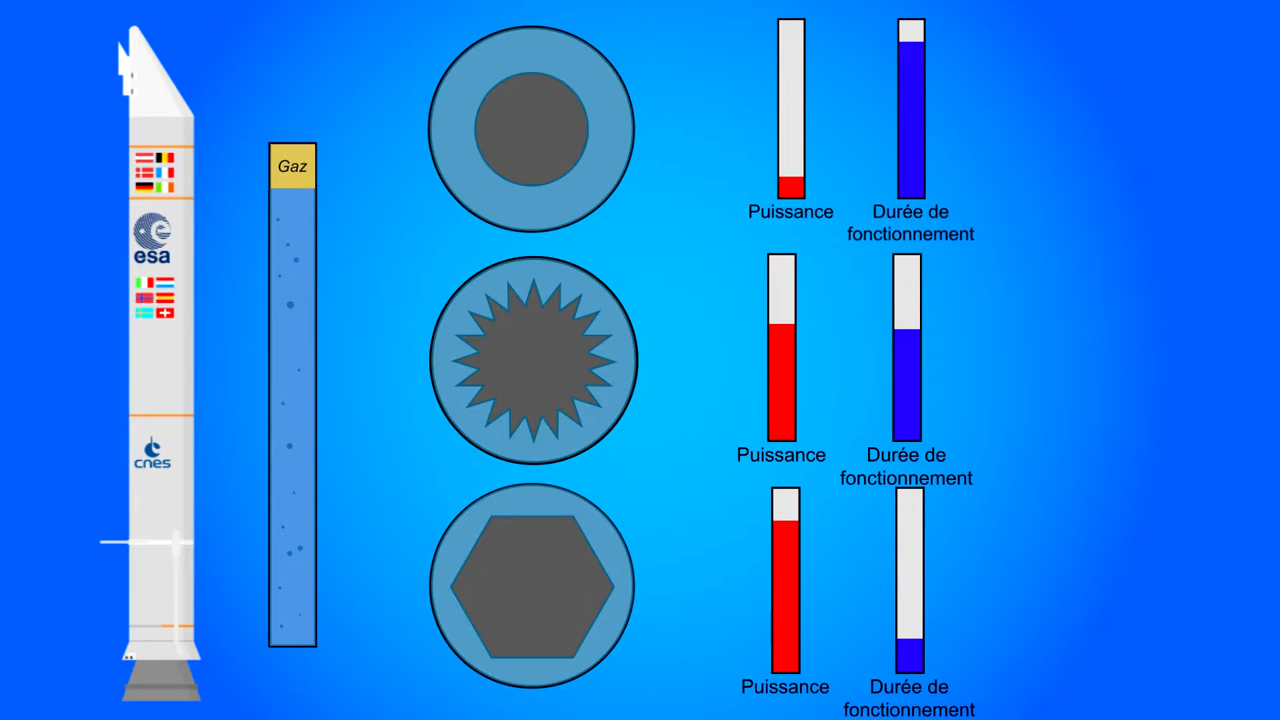 Gaz
esa
cnes
Puissance
Durée de
fonctionnement
Puissance
Durée de
fonctionnement
Puissance
Durée de
fonctionnement